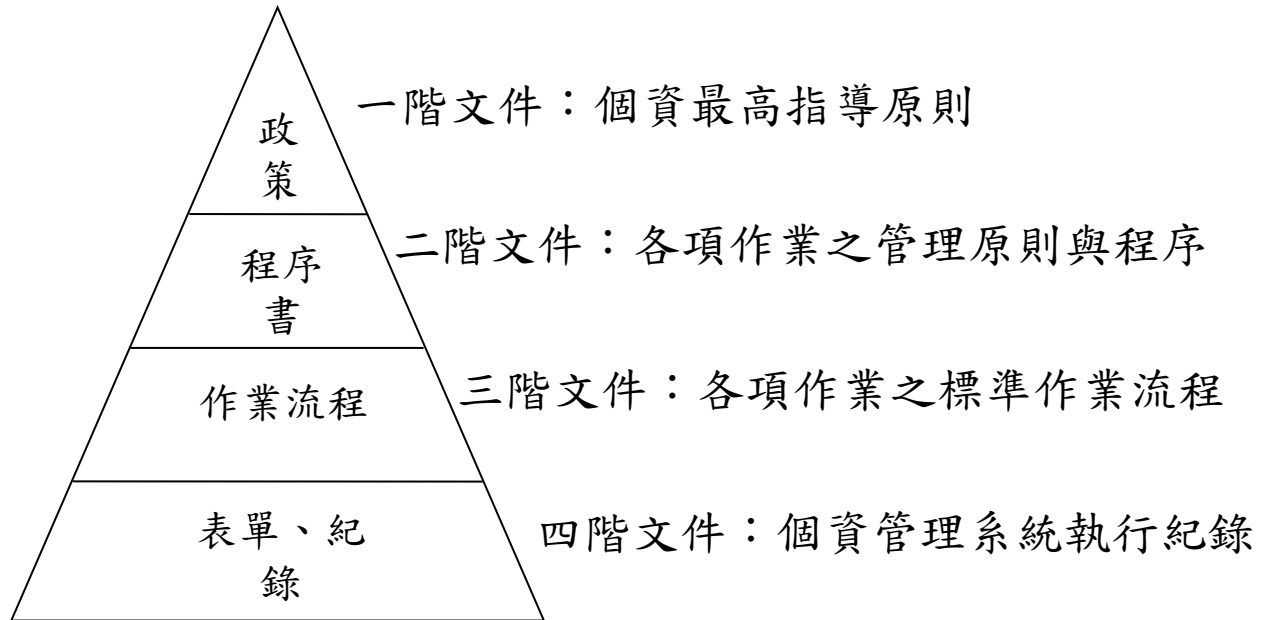 政
策
一階文件：個資最高指導原則
程序
書
二階文件：各項作業之管理原則與程序
作業流程
三階文件：各項作業之標準作業流程
表單、紀
錄
四階文件：個資管理系統執行紀錄